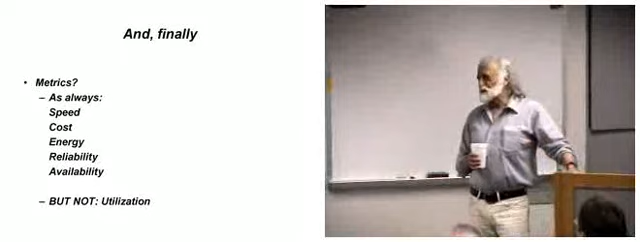 And, finally
• Metrics?
– As always:
Speed
Cost
Energy
Reliability
Availability
– BUT NOT: Utilization